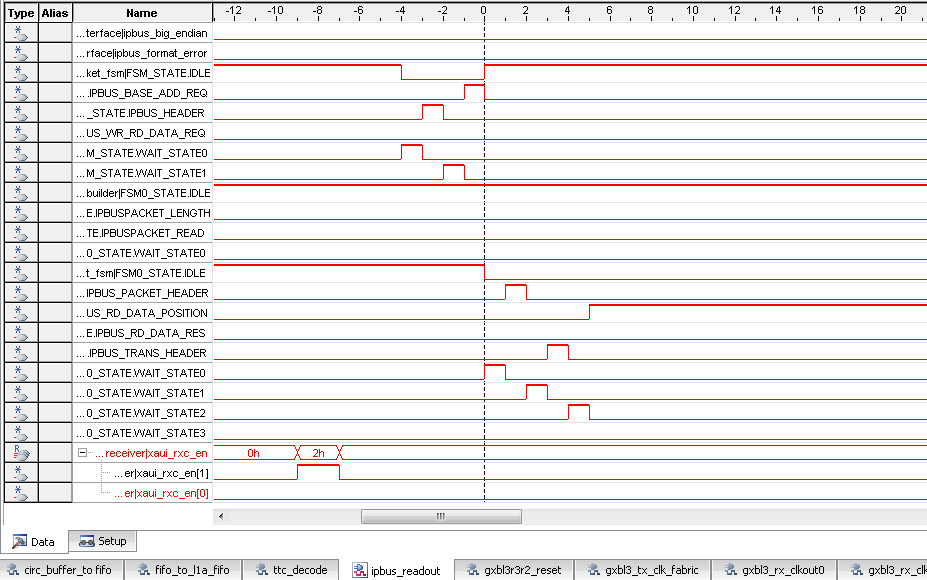 Type Alias Name -12 -10 -8 -6 -4 -2 0 2 4 6 8 10 12 14 16 18 20
...terface|ipbus_big_endian
...rface|ipbus_format_error
...ket_fsm|FSM_STATE.IDLE
...IPBUS_BASE_ADD_REQ
..._STATE.IPBUS_HEADER
...US_WR_RD_DATA_REQ
...M_STATE.WAIT_STATE0
...M_STATE.WAIT_STATE1
...builder|FSM0_STATE.IDLE
...E.IPBUSPACKET_LENGTH
...TE.IPBUSPACKET_READ
...0_STATE.WAIT_STATE0
...t_fsm|FSM0_STATE.IDLE
...IPBUS_PACKET_HEADER
...US_RD_DATA_POSITION
...E.IPBUS_RD_DATA_RES
...IPBUS_TRANS_HEADER
...0_STATE.WAIT_STATE0
...0_STATE.WAIT_STATE1
...0_STATE.WAIT_STATE2
...0_STATE.WAIT_STATE3
...receiver|xaui_rxc_en 0h 2h
...er|xaui_rxc_en[1]
...er|xaui_rxc_en[0]
Data Setup
circ_buffer_to fifo fifo_to_l1a_fifo ttc_decode ipbus_readout gxbl3r3r2_reset gxbl3_tx_clk_fabric gxbl3_rx_clkout0 gxbl3_rx_clk